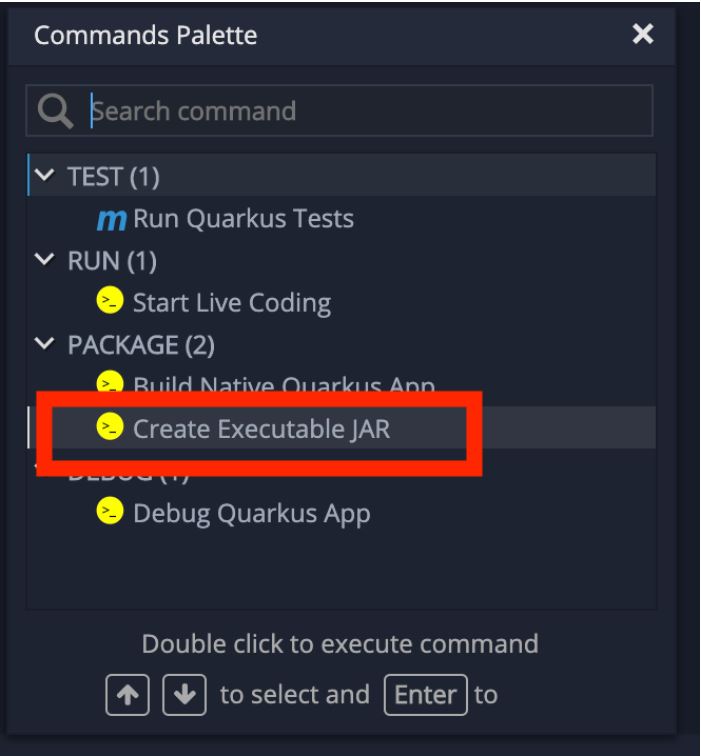 Commands Palette
Search command
TEST (1)
m Run Quarkus Tests
RUN (1)
>_ Start Live Coding
PACKAGE (2)
>_ Build Native Quarkus App
>_ Create Executable JAR
DEBUG (1)
>_ Debug Quarkus App
Double click to execute command
to select and Enter to